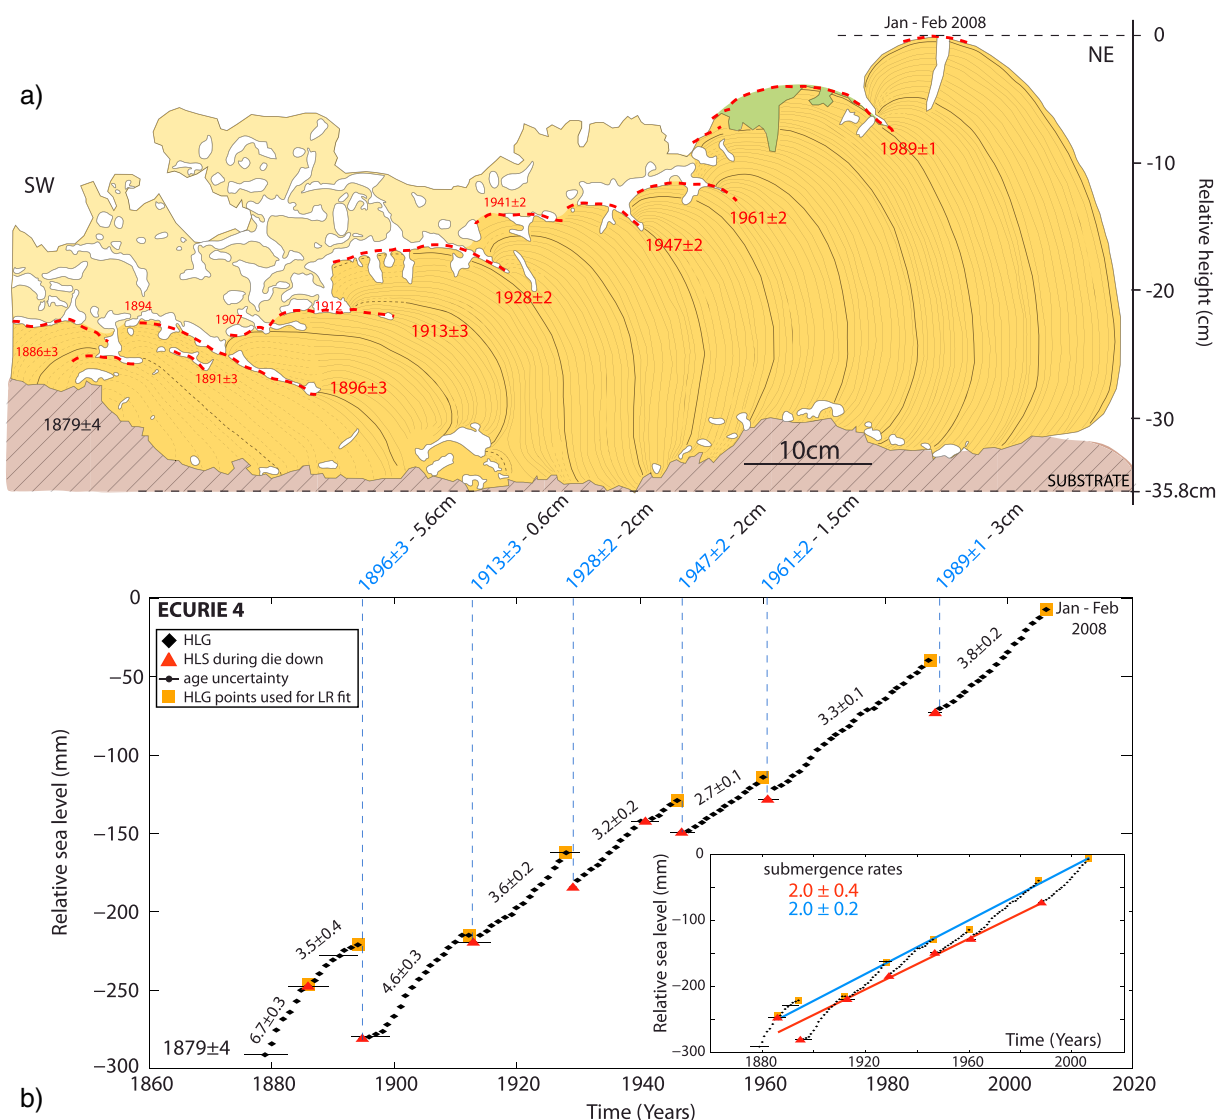 a)
Jan - Feb 2008
0
NE
SW
-10
-20
-30
-35.8cm
Relative height (cm)
1989±1
1961±2
1947±2
1941±2
1928±2
1913±3
1912
1907
1894
1896±3
1891±3
1886±3
1879±4
10cm
SUBSTRATE
1896±3 - 5.6cm
1913±3 - 0.6cm
1928±2 - 2cm
1947±2 - 2cm
1961±2 - 1.5cm
1989±1 - 3cm
b)
ECURIE 4
HLG
HLS during die down
age uncertainty
HLG points used for LR fit
Jan - Feb
2008
0
−50
−100
−150
−200
−250
−300
Relative sea level (mm)
1879±4
6.7±0.3
3.5±0.4
4.6±0.3
3.6±0.2
3.2±0.2
2.7±0.1
3.3±0.1
3.8±0.2
1860
1880
1900
1920
1940
1960
1980
2000
2020
Time (Years)
submergence rates
2.0 ± 0.4
2.0 ± 0.2
0
−100
−200
−300
Relative sea level (mm)
1880
1920
1960
2000
Time (Years)